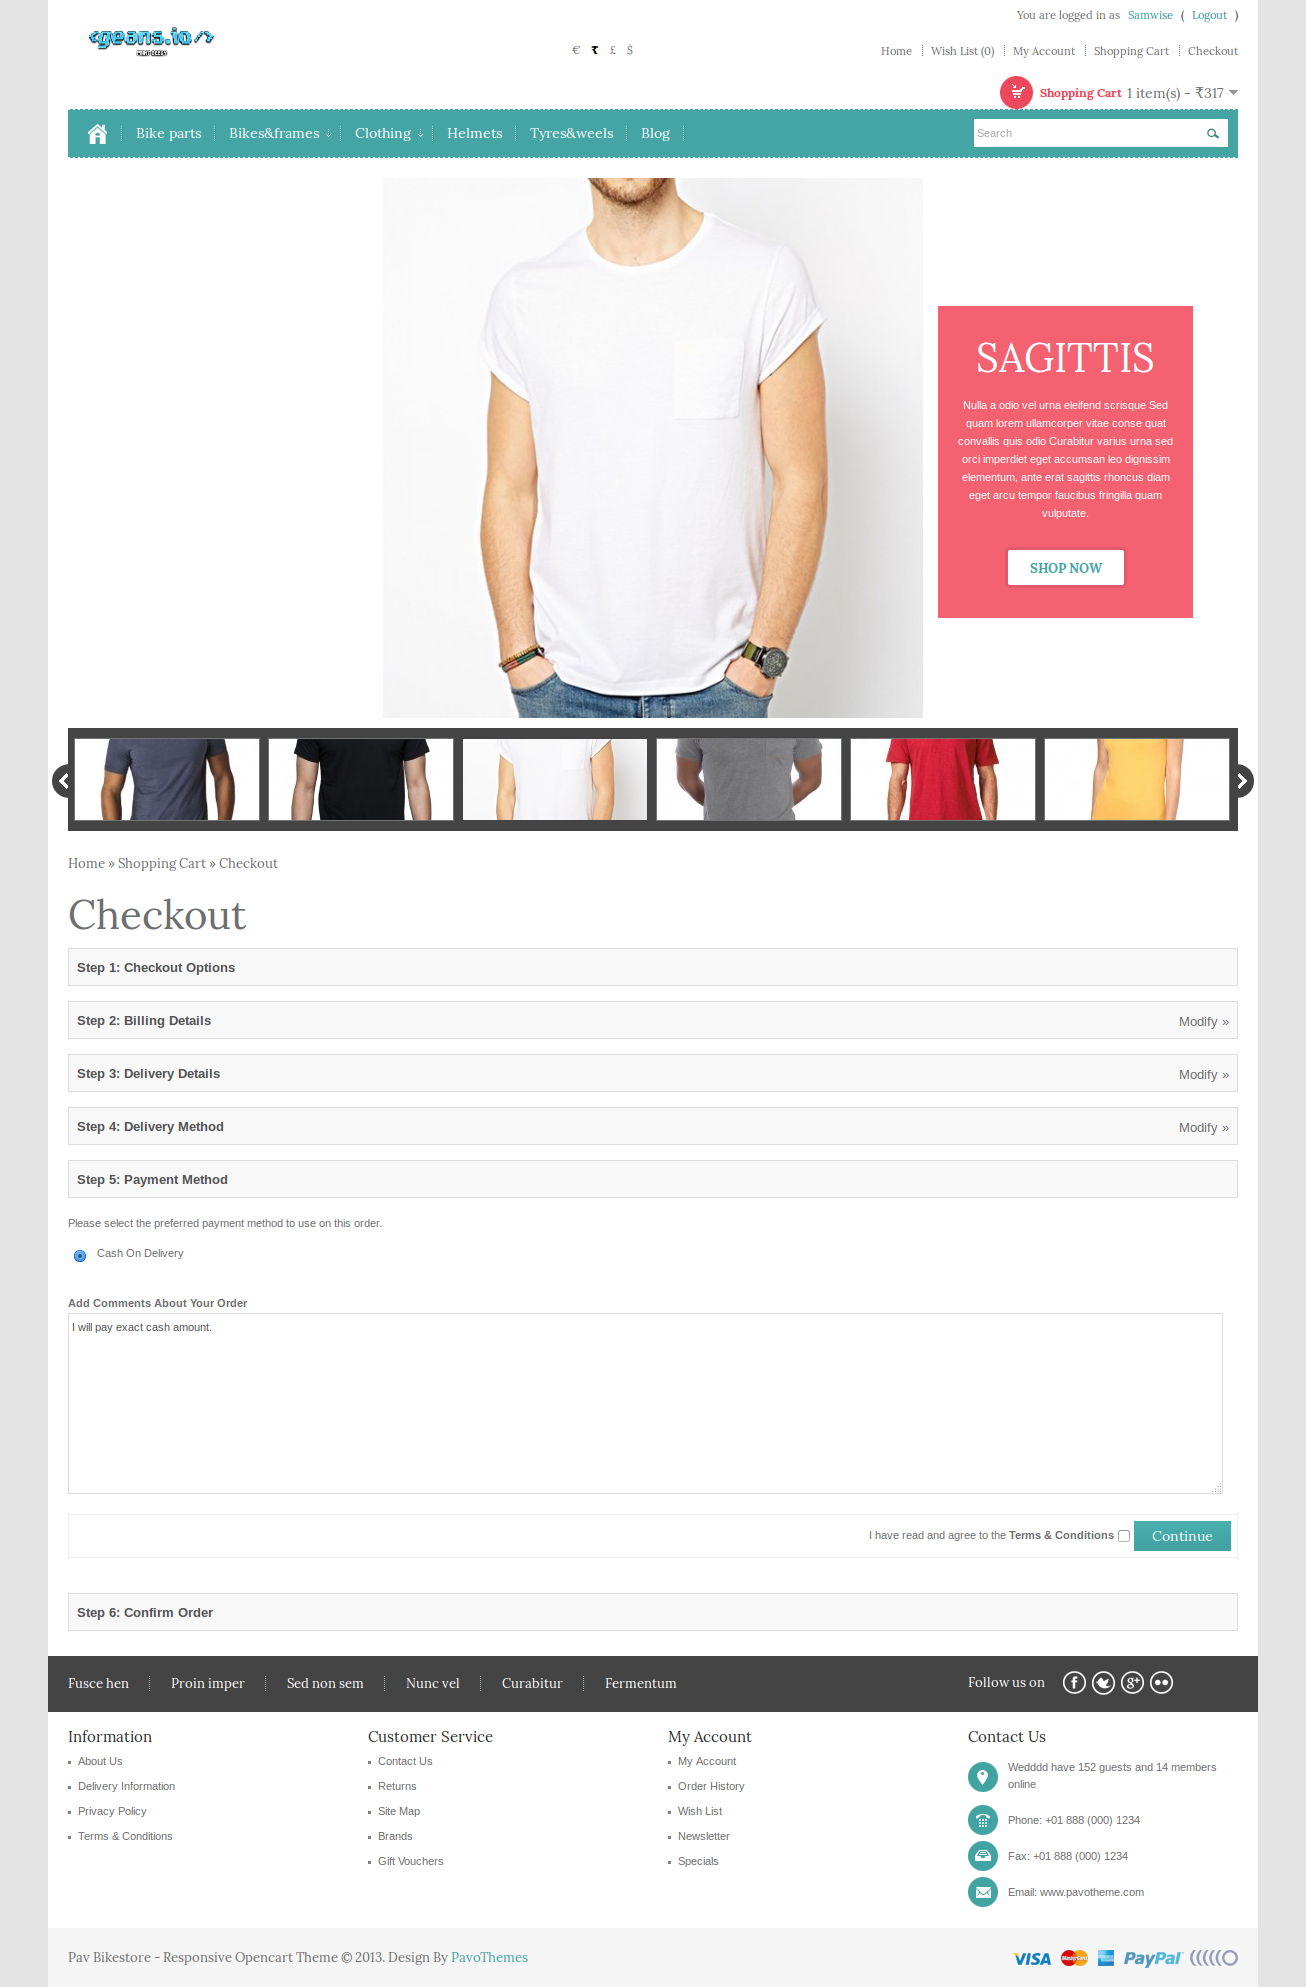 You are logged in as Samwise ( Logout )
<geans.io/>
€ ₹ £ $
Home Wish List (0) My Account Shopping Cart Checkout
Shopping Cart 1 item(s) - ₹317
Bike parts Bikes&frames Clothing Helmets Tyres&weels Blog Search
SAGITTIS
Nulla a odio vel urna eleifend scrisque Sed
quam lorem ullamcorper vitae conse quat
convallis quis odio Curabitur varius urna sed
orci imperdiet eget accumsan leo dignissim
elementum, ante erat sagittis rhoncus diam
eget arcu tempor faucibus fringilla quam
vulputate.
SHOP NOW
Home » Shopping Cart » Checkout
Checkout
Step 1: Checkout Options
Step 2: Billing Details Modify »
Step 3: Delivery Details Modify »
Step 4: Delivery Method Modify »
Step 5: Payment Method
Please select the preferred payment method to use on this order.
Cash On Delivery
Add Comments About Your Order
I will pay exact cash amount.
I have read and agree to the Terms & Conditions Continue
Step 6: Confirm Order
Fusce hen Proin imper Sed non sem Nunc vel Curabitur Fermentum Follow us on
Information
About Us
Delivery Information
Privacy Policy
Terms & Conditions
Customer Service
Contact Us
Returns
Site Map
Brands
Gift Vouchers
My Account
My Account
Order History
Wish List
Newsletter
Specials
Contact Us
Wedddd have 152 guests and 14 members
online
Phone: +01 888 (000) 1234
Fax: +01 888 (000) 1234
Email: www.pavotheme.com
Pav Bikestore - Responsive Opencart Theme © 2013. Design By PavoThemes
VISA MasterCard PayPal